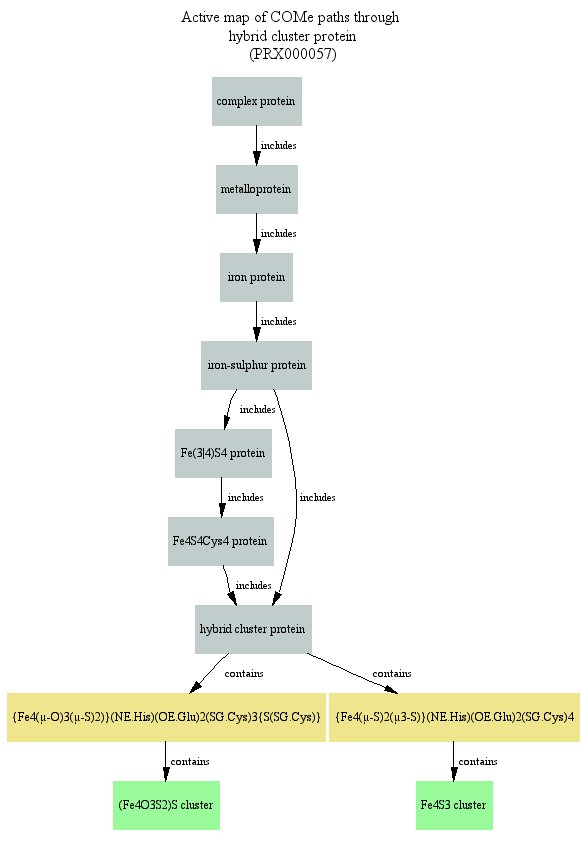 Active map of COMe paths through
hybrid cluster protein
(PRX000057)
complex protein
includes
metalloprotein
includes
iron protein
includes
iron-sulphur protein
includes
Fe(3|4)S4 protein
includes
includes
Fe4S4Cys4 protein
includes
hybrid cluster protein
contains
contains
{Fe4(μ-O)3(μ-S)2)}(NE.His)(OE.Glu)2(SG.Cys)3{S(SG.Cys)}
{Fe4(μ-S)2(μ3-S)}(NE.His)(OE.Glu)2(SG.Cys)4
contains
contains
(Fe4O3S2)S cluster
Fe4S3 cluster